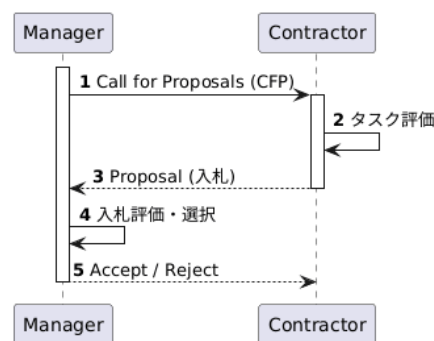 Manager Contractor
1 Call for Proposals (CFP)
2 タスク評価
3 Proposal (入札)
4 入札評価・選択
5 Accept / Reject
Manager Contractor